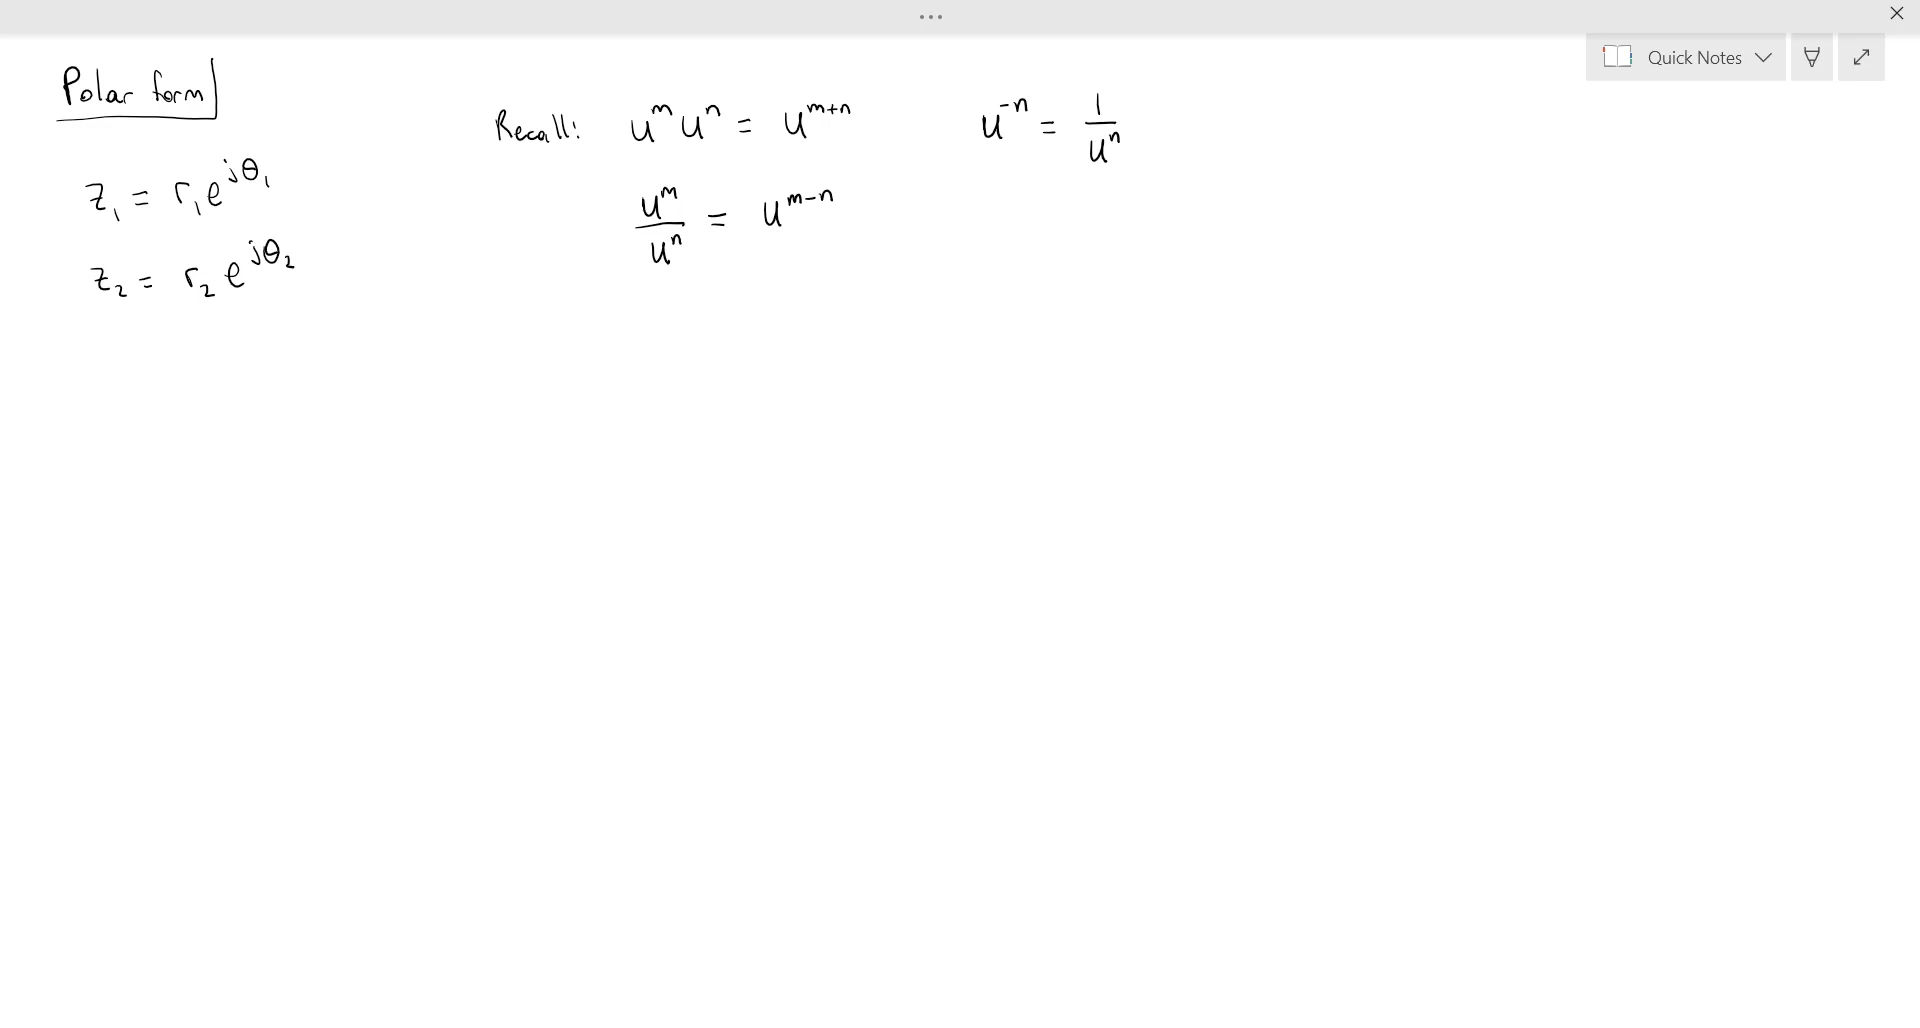 Quick Notes
Polar form
z₁ = r₁e^{jθ₁}
z₂ = r₂e^{jθ₂}
Recall: u^m u^n = u^{m+n}
u^{-n} = 1/u^n
u^m/u^n = u^{m-n}